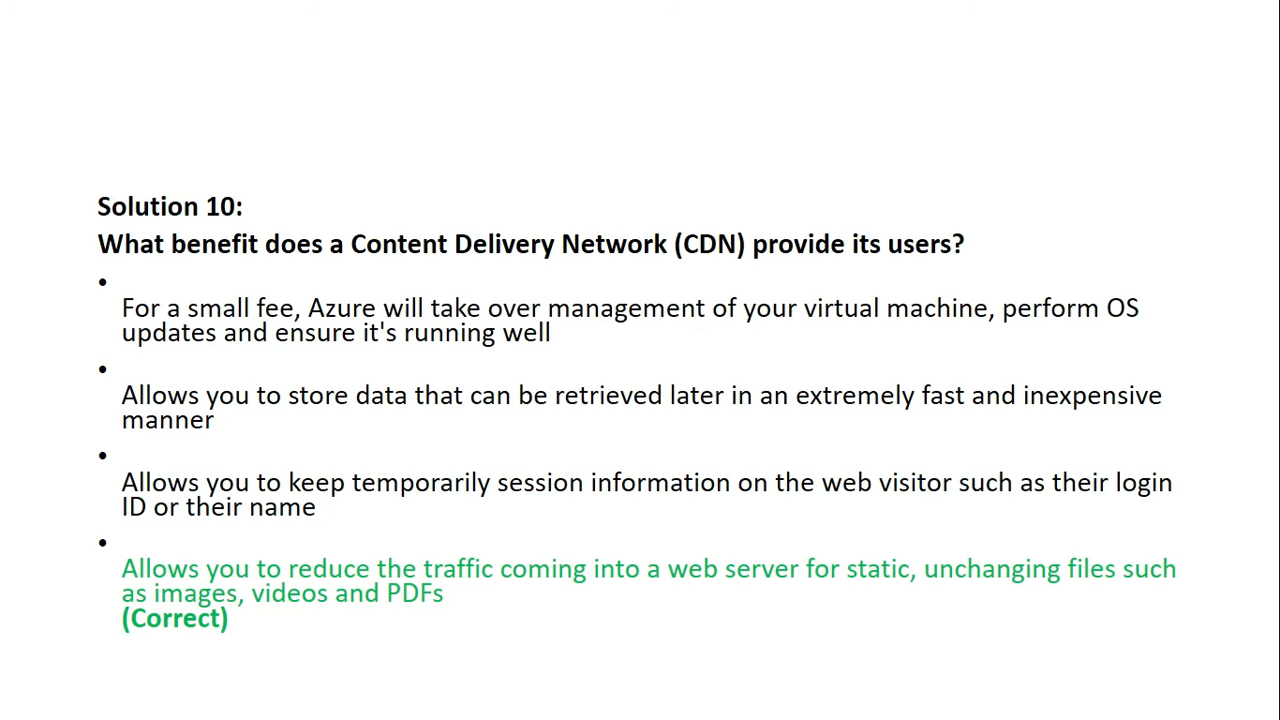 Solution 10:
What benefit does a Content Delivery Network (CDN) provide its users?
•
For a small fee, Azure will take over management of your virtual machine, perform OS
updates and ensure it's running well
•
Allows you to store data that can be retrieved later in an extremely fast and inexpensive
manner
•
Allows you to keep temporarily session information on the web visitor such as their login
ID or their name
•
Allows you to reduce the traffic coming into a web server for static, unchanging files such
as images, videos and PDFs
(Correct)